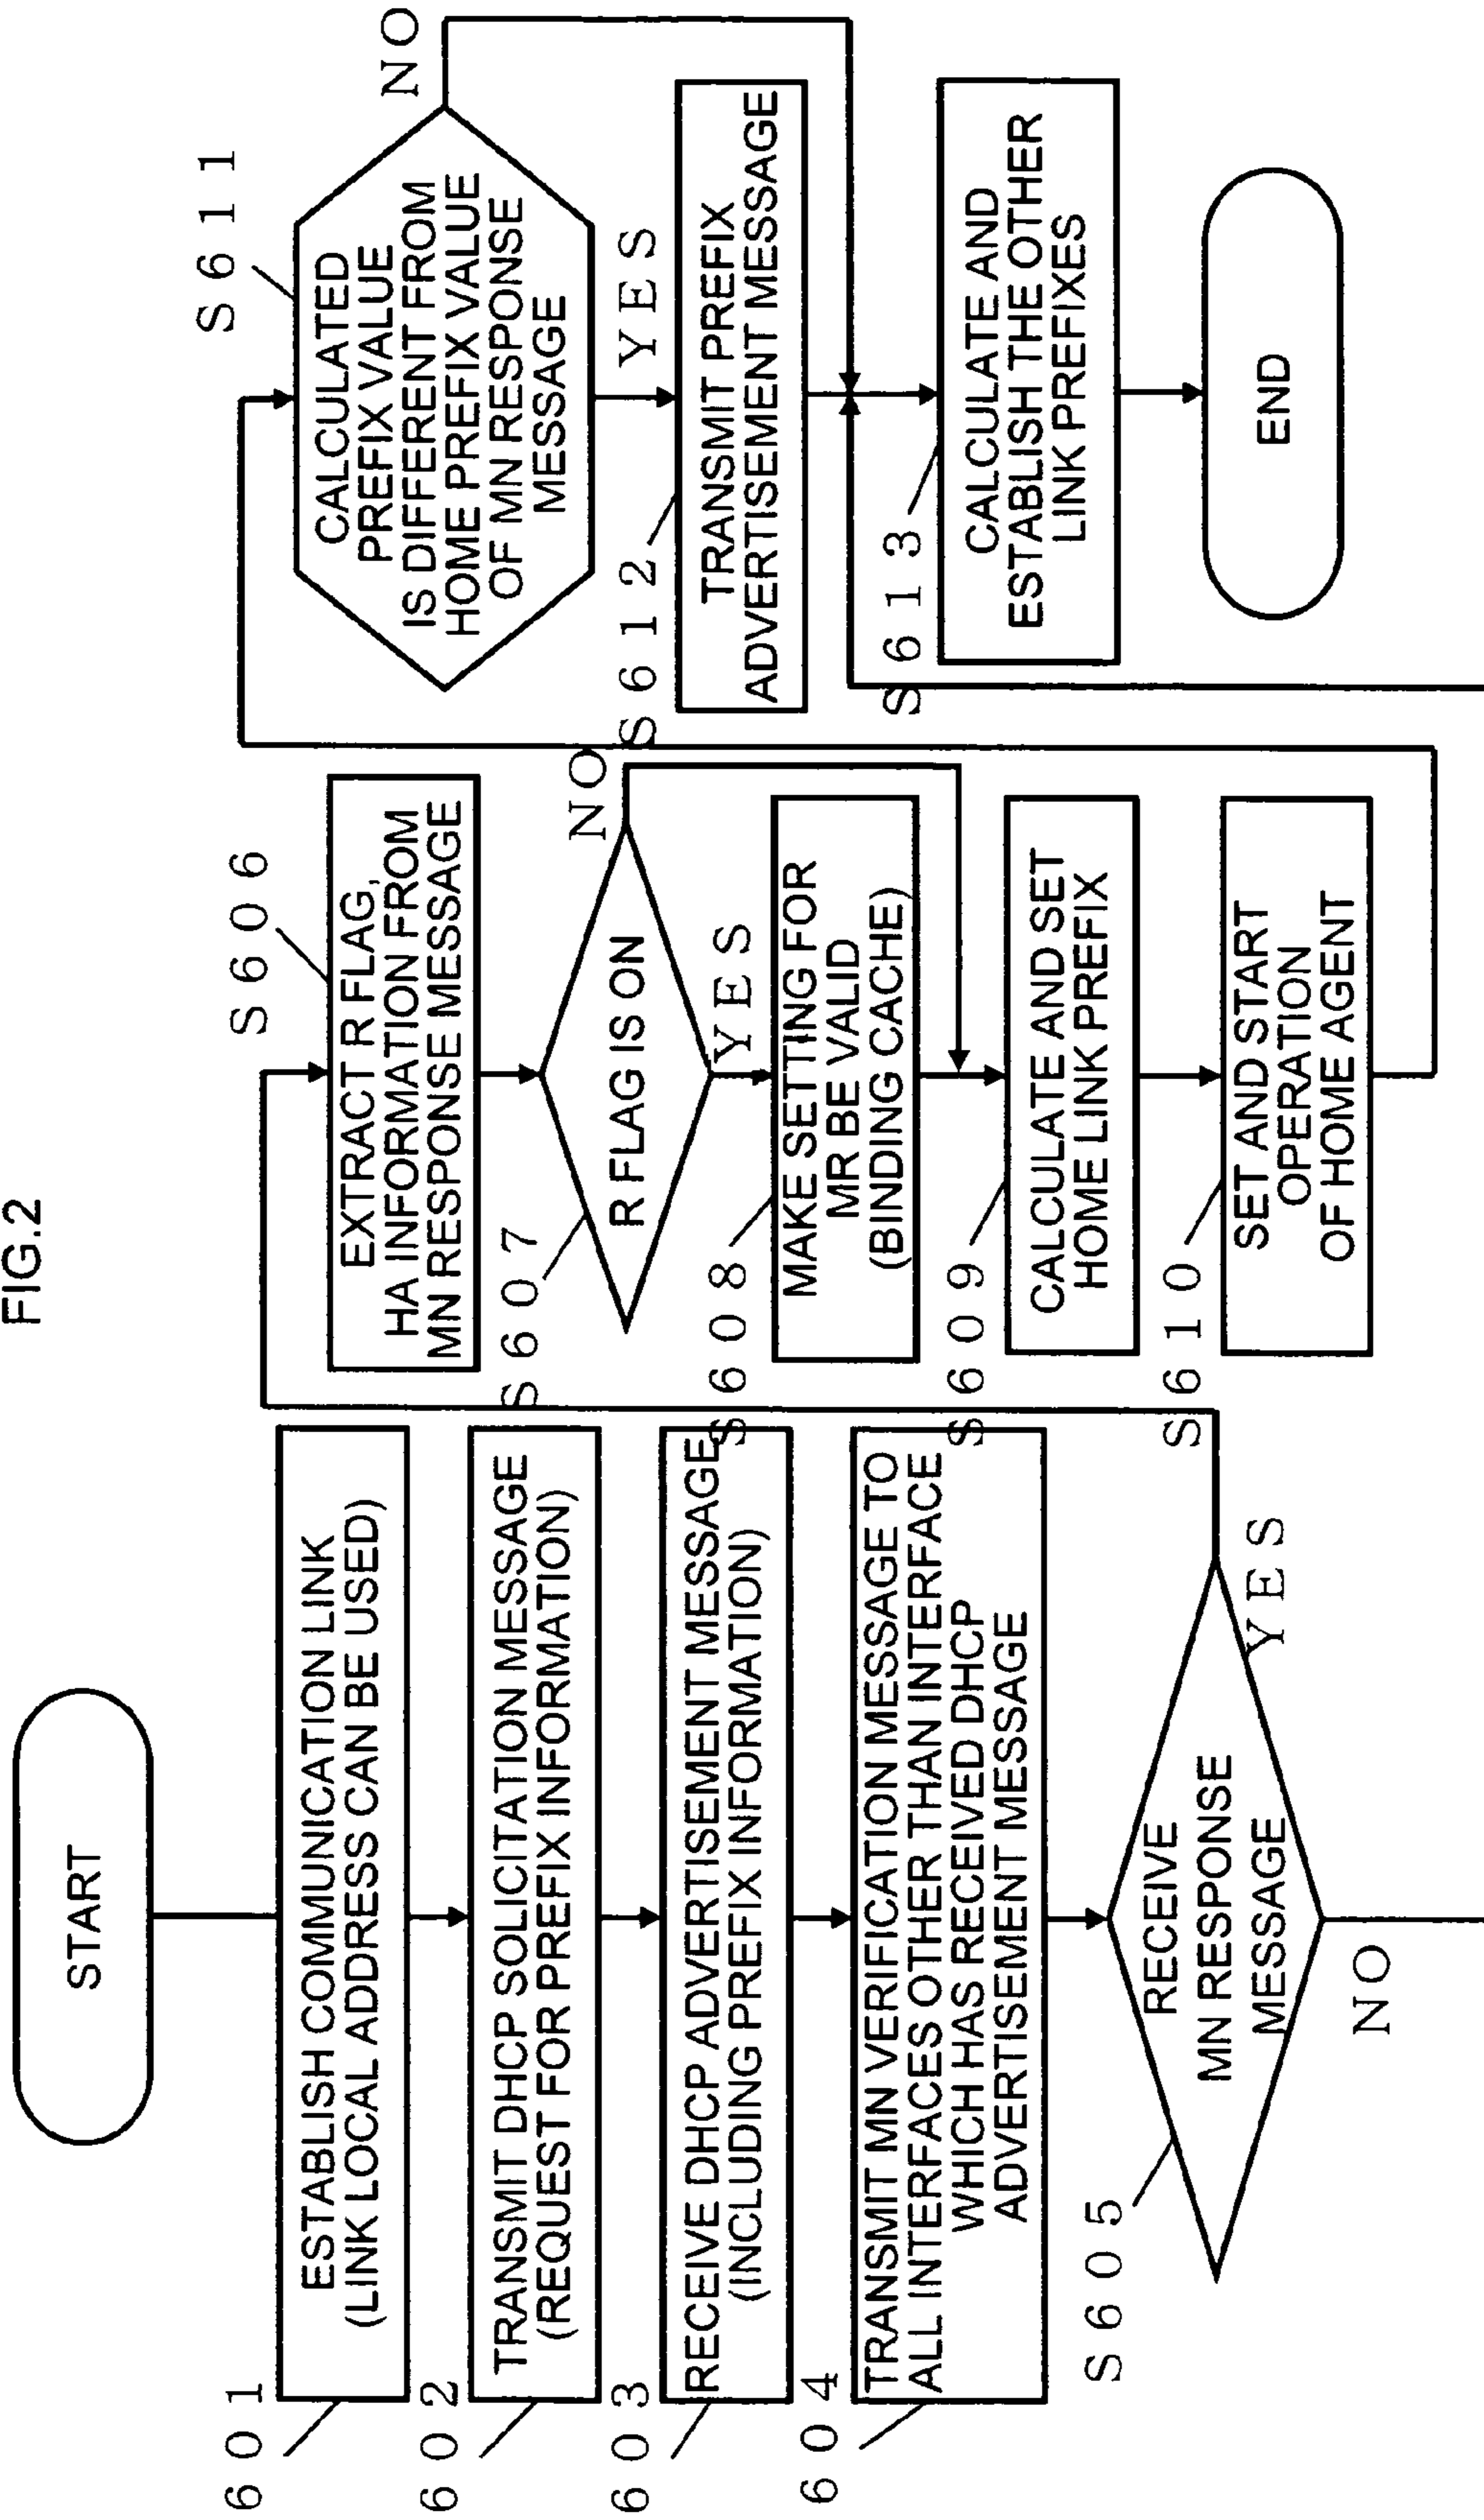 FIG.2
START
601
ESTABLISH COMMUNICATION LINK
(LINK LOCAL ADDRESS CAN BE USED)
602
TRANSMIT DHCP SOLICITATION MESSAGE
(REQUEST FOR PREFIX INFORMATION)
603
RECEIVE DHCP ADVERTISEMENT MESSAGE
(INCLUDING PREFIX INFORMATION)
604
TRANSMIT MN VERIFICATION MESSAGE TO
ALL INTERFACES OTHER THAN INTERFACE
WHICH HAS RECEIVED DHCP
ADVERTISEMENT MESSAGE
S605
RECEIVE
MN RESPONSE
MESSAGE
YES
NO
S606
EXTRACT R FLAG,
HA INFORMATION FROM
MN RESPONSE MESSAGE
S607
R FLAG IS ON
NO
YES
S608
MAKE SETTING FOR
MR BE VALID
(BINDING CACHE)
S609
CALCULATE AND SET
HOME LINK PREFIX
S610
SET AND START
OPERATION
OF HOME AGENT
S611
CALCULATED
PREFIX VALUE
IS DIFFERENT FROM
HOME PREFIX VALUE
OF MN RESPONSE
MESSAGE
NO
YES
S612
TRANSMIT PREFIX
ADVERTISEMENT MESSAGE
S613
CALCULATE AND
ESTABLISH THE OTHER
LINK PREFIXES
END